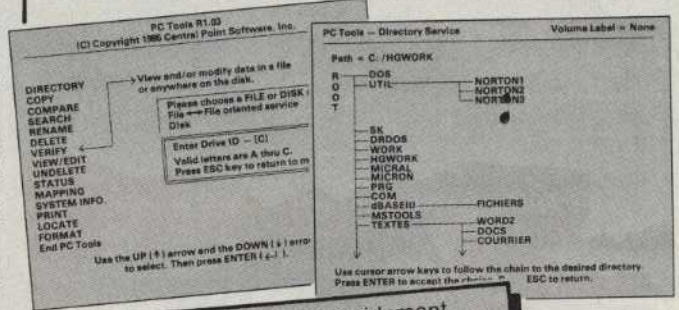 PC Tools R1.03
(C) Copyright 1985 Central Point Software, Inc.
DIRECTORY
COPY
COMPARE
SEARCH
RENAME
DELETE
VERIFY
VIEW/EDIT
UNDELETE
STATUS
MAPPING
SYSTEM INFO.
PRINT
LOCATE
FORMAT
End PC Tools
View and/or modify data in a file
or anywhere on the disk.
Please choose a FILE or DISK
File ←→ File oriented service
Disk
Enter Drive ID — [C]
Valid letters are A thru C.
Press ESC key to return to m
Use the UP (↑) arrow and the DOWN (↓) arrow
to select. Then press ENTER (↵).
PC Tools — Directory Service Volume Label = None
Path = C: /HGWORK
ROOT
DOS
UTIL
NORTON1
NORTON2
NORTON3
SK
DRDOS
WORK
HGWORK
MICRAL
MICRON
PRG
COM
dBASEIII
FICHIERS
MSTOOLS
TEXTES
WORD2
DOCS
COURRIER
Use cursor arrow keys to follow the chain to the desired directory
Press ENTER to accept the ESC to return.